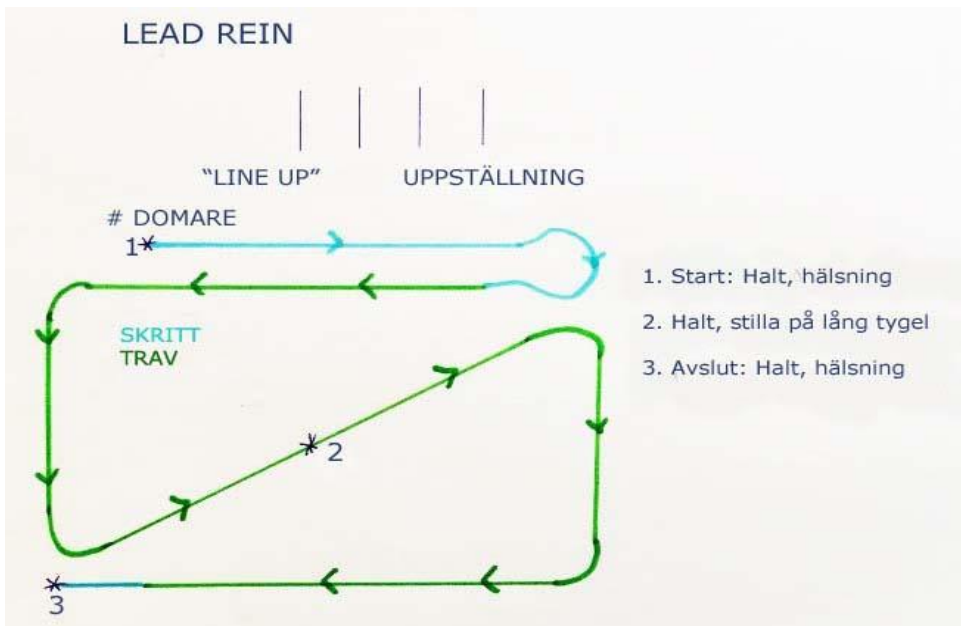 LEAD REIN
"LINE UP" UPPSTÄLLNING
# DOMARE
1
1. Start: Halt, hälsning
2. Halt, stilla på lång tygel
3. Avslut: Halt, hälsning
SKRITT
TRAV
2
3